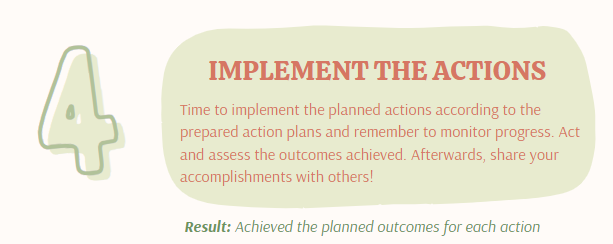 4
IMPLEMENT THE ACTIONS
Time to implement the planned actions according to the
prepared action plans and remember to monitor progress. Act
and assess the outcomes achieved. Afterwards, share your
accomplishments with others!
Result: Achieved the planned outcomes for each action